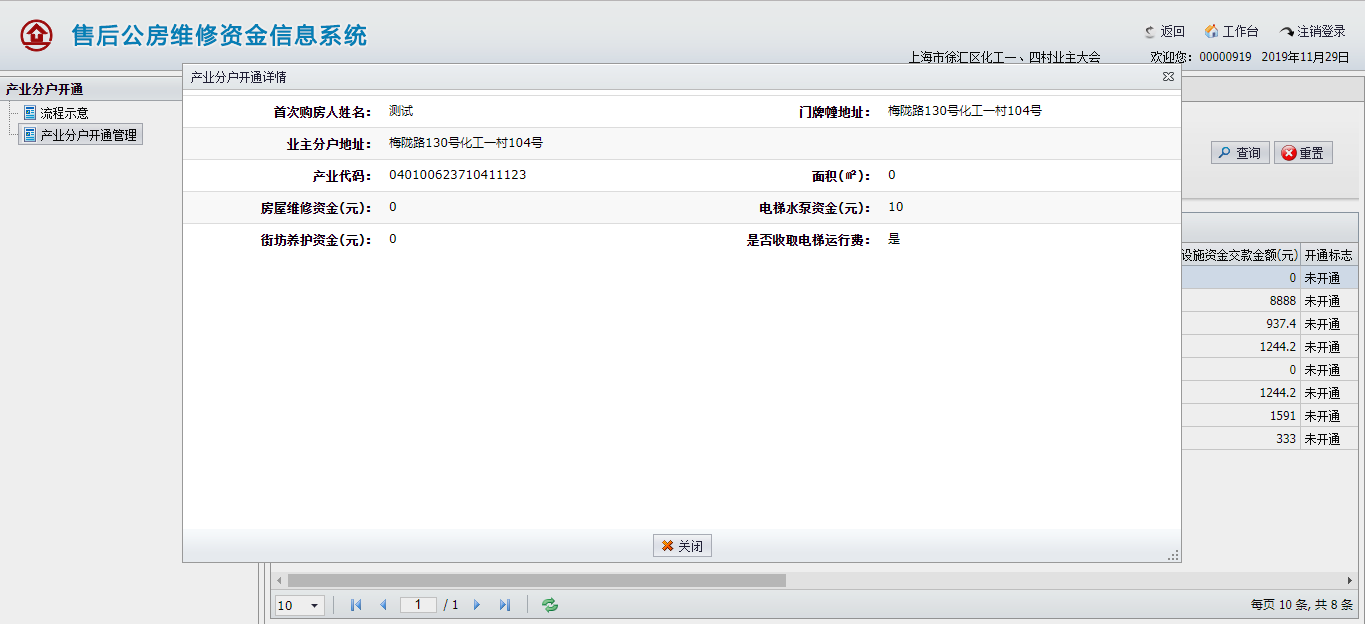 售后公房维修资金信息系统
返回 工作台 注销登录
上海市徐汇区化工一、四村业主大会 欢迎您: 00000919 2019年11月29日
产业分户开通
流程示意
产业分户开通管理
产业分户开通详情
首次购房人姓名: 测试 门牌幢地址: 梅陇路130号化工一村104号
业主分户地址: 梅陇路130号化工一村104号
产业代码: 040100623710411123 面积(㎡): 0
房屋维修资金(元): 0 电梯水泵资金(元): 10
街坊养护资金(元): 0 是否收取电梯运行费: 是
关闭
查询 重置
设施资金交款金额(元) 开通标志
0 未开通
8888 未开通
937.4 未开通
1244.2 未开通
0 未开通
1244.2 未开通
1591 未开通
333 未开通
10 1 / 1 每页 10 条, 共 8 条